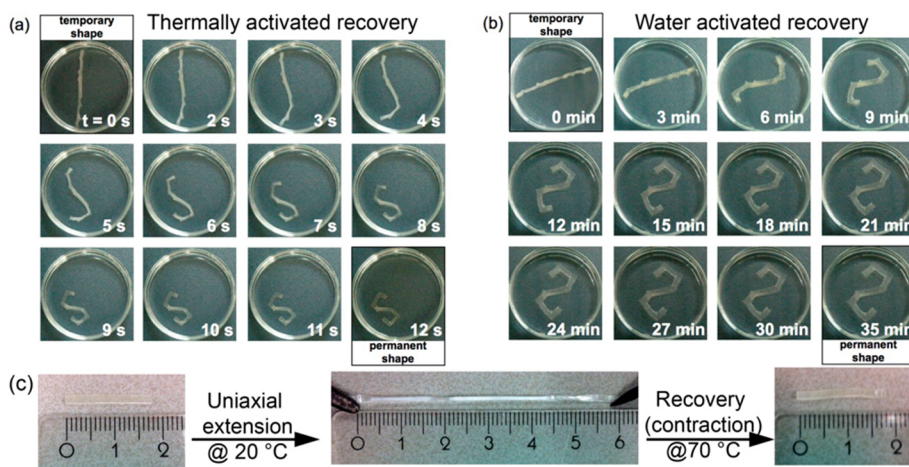 (a)
Thermally activated recovery
temporary
shape
t = 0 s
2 s
3 s
4 s
5 s
6 s
7 s
8 s
9 s
10 s
11 s
12 s
permanent
shape
(b)
Water activated recovery
temporary
shape
0 min
3 min
6 min
9 min
12 min
15 min
18 min
21 min
24 min
27 min
30 min
35 min
permanent
shape
(c)
0 1 2
Uniaxial
extension
@ 20 °C
0 1 2 3 4 5 6
Recovery
(contraction)
@70 °C
0 1 2